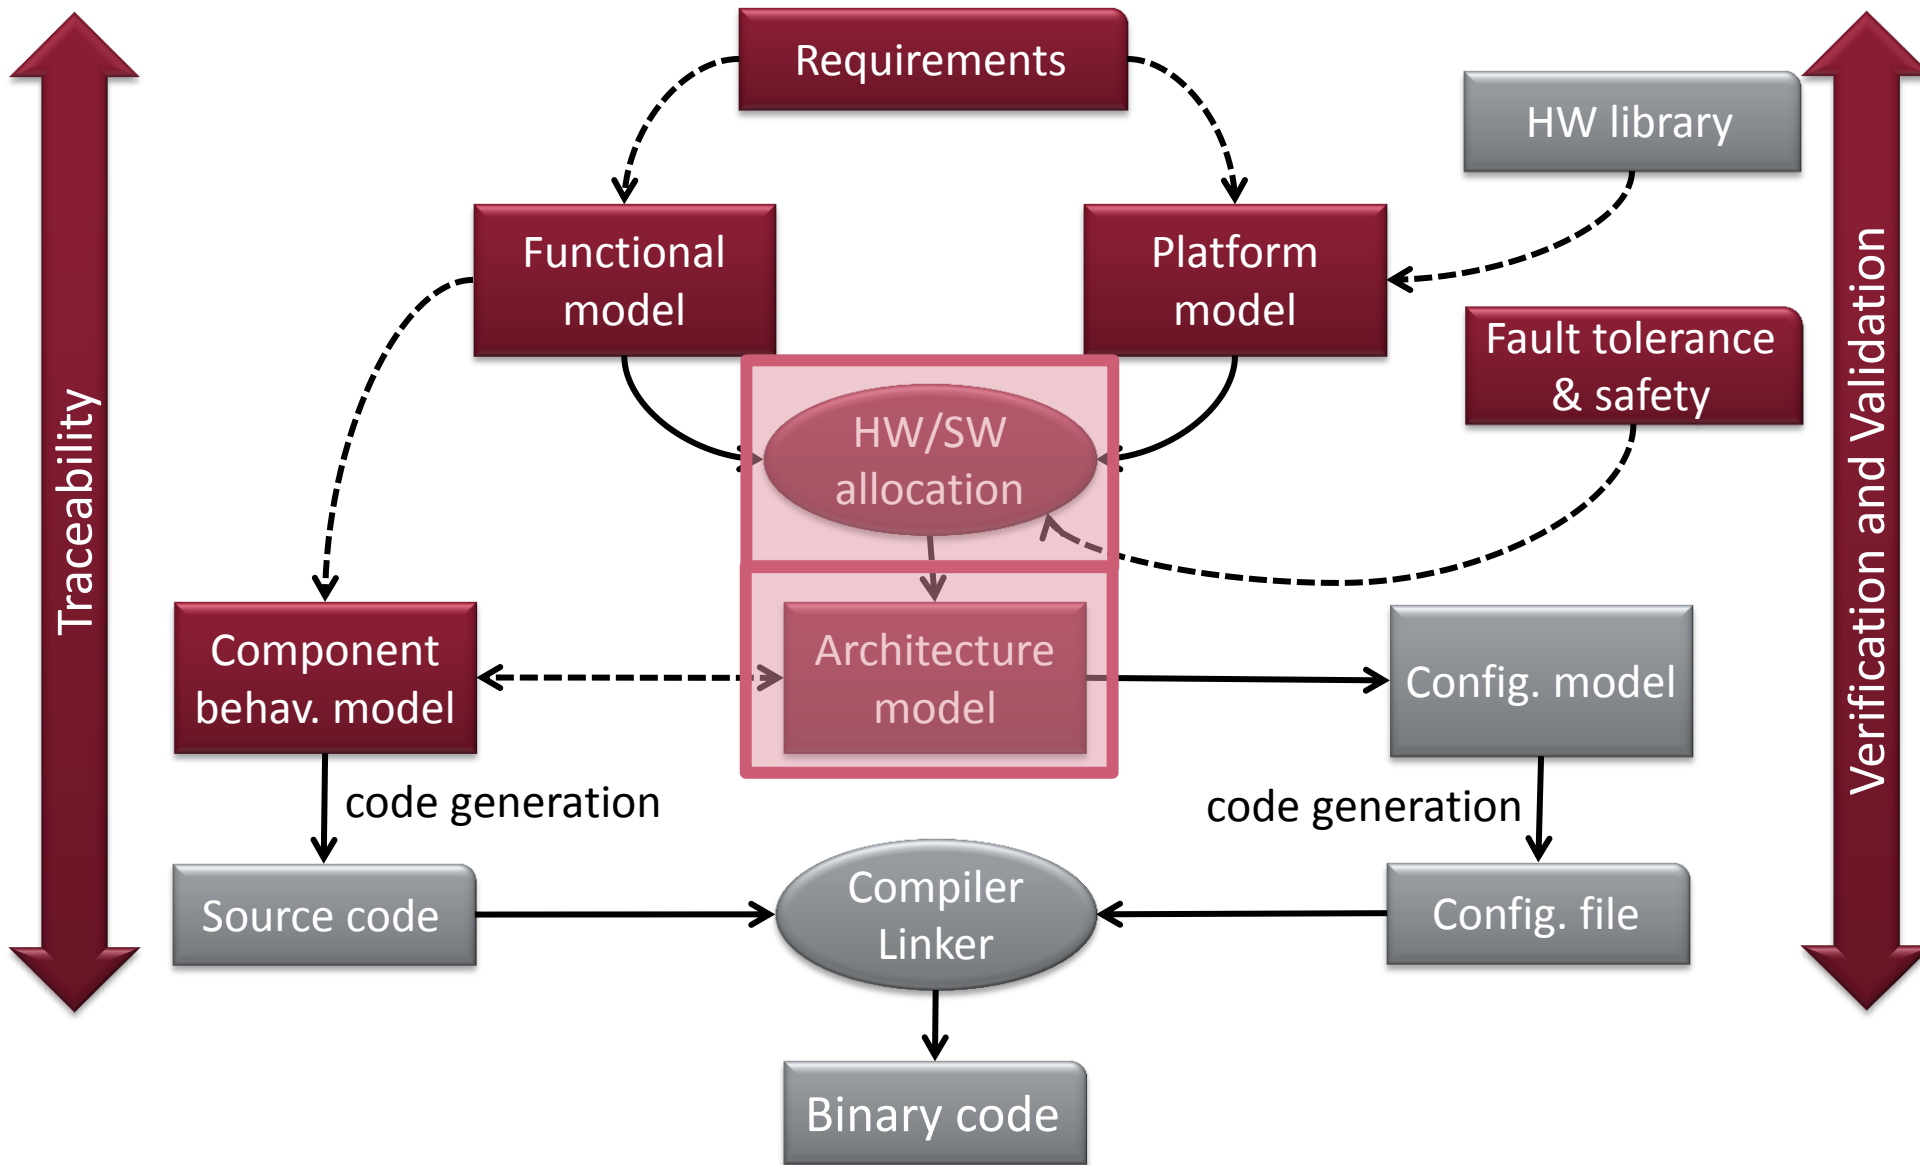 Requirements
HW library
Functional
model
Platform
model
Fault tolerance
& safety
HW/SW
allocation
Traceability
Verification and Validation
Component
behav. model
Architecture
model
Config. model
code generation
code generation
Source code
Compiler
Linker
Config. file
Binary code